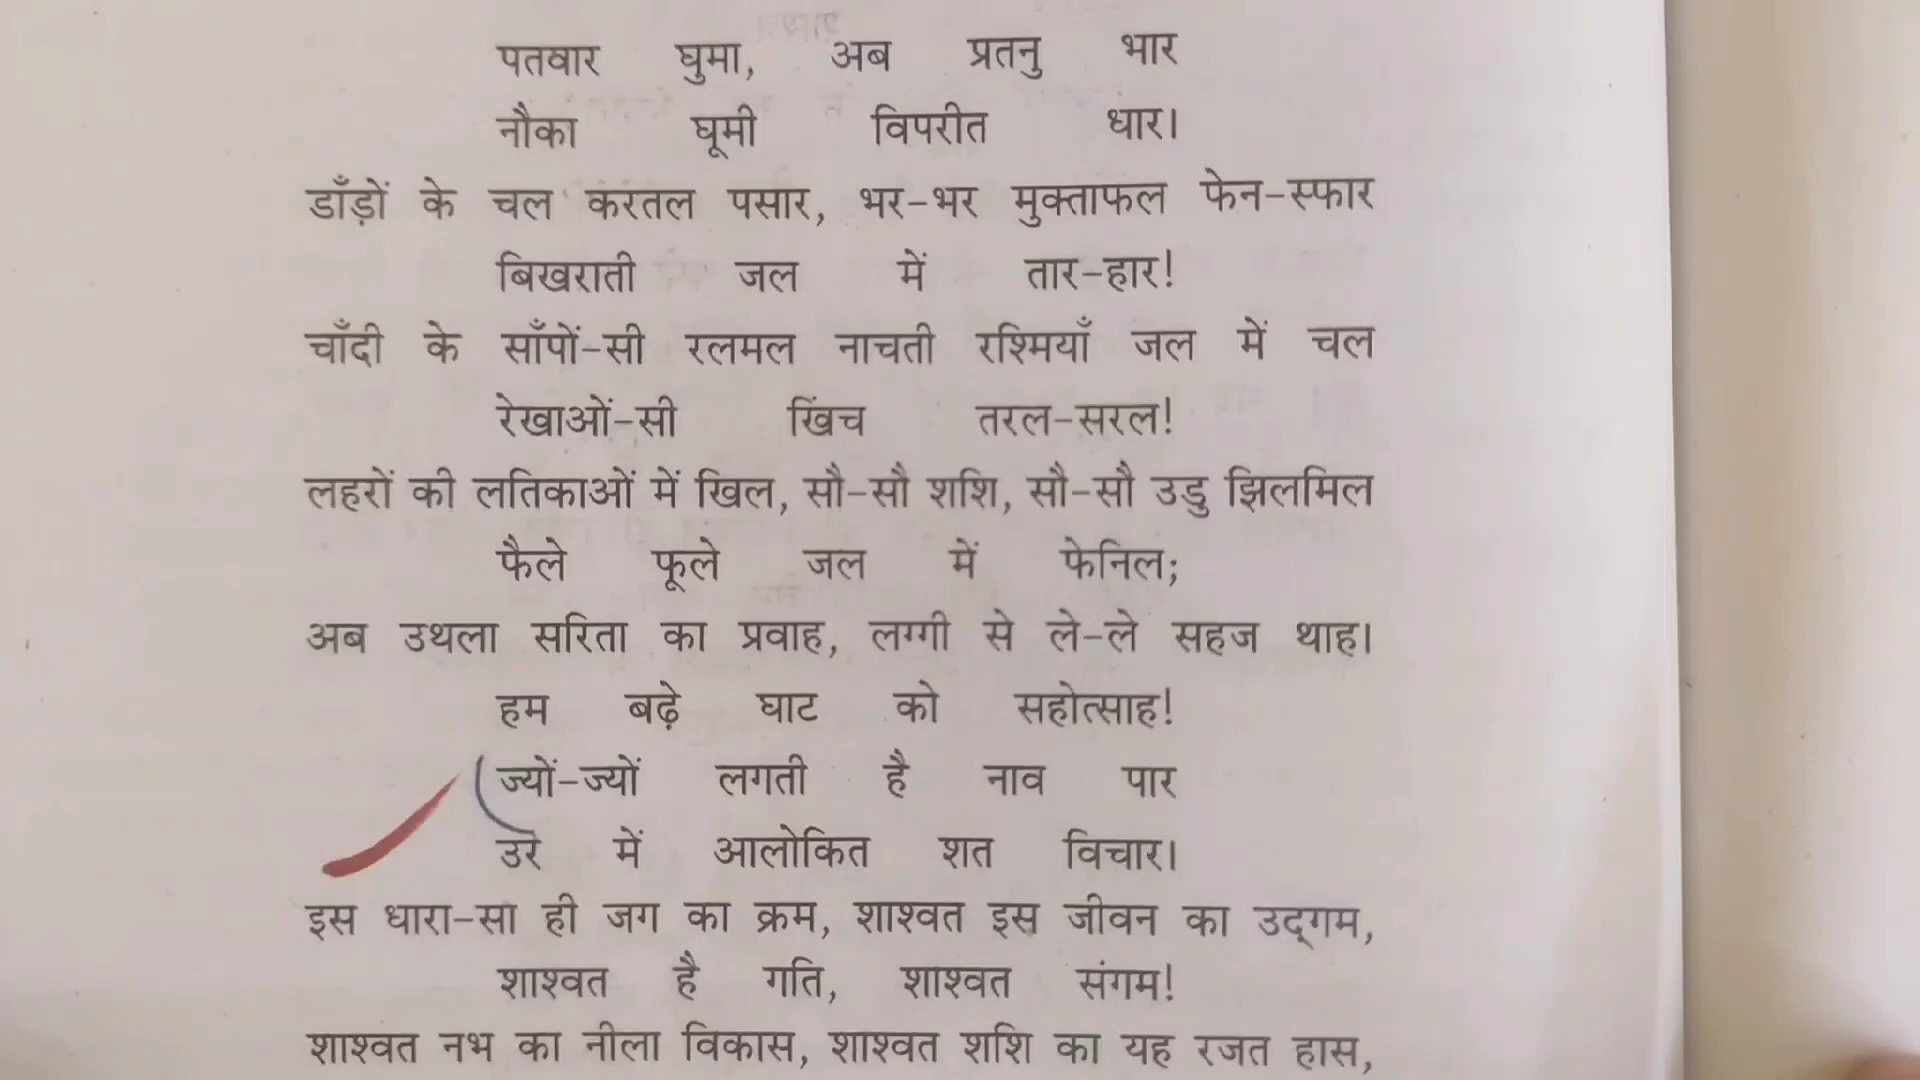 पतवार घुमा, अब प्रतनु भार
नौका घूमी विपरीत धार।
डाँड़ों के चल करतल पसार, भर-भर मुक्ताफल फेन-स्फार
बिखराती जल में तार-हार!
चाँदी के साँपों-सी रलमल नाचती रश्मियाँ जल में चल
रेखाओं-सी खिंच तरल-सरल!
लहरों की लतिकाओं में खिल, सौ-सौ शशि, सौ-सौ उडु झिलमिल
फैले फूले जल में फेनिल;
अब उथला सरिता का प्रवाह, लग्गी से ले-ले सहज थाह।
हम बढ़े घाट को सहोत्साह!
ज्यों-ज्यों लगती है नाव पार
उर में आलोकित शत विचार।
इस धारा-सा ही जग का क्रम, शाश्वत इस जीवन का उद्‌गम,
शाश्वत है गति, शाश्वत संगम!
शाश्वत नभ का नीला विकास, शाश्वत शशि का यह रजत हास,